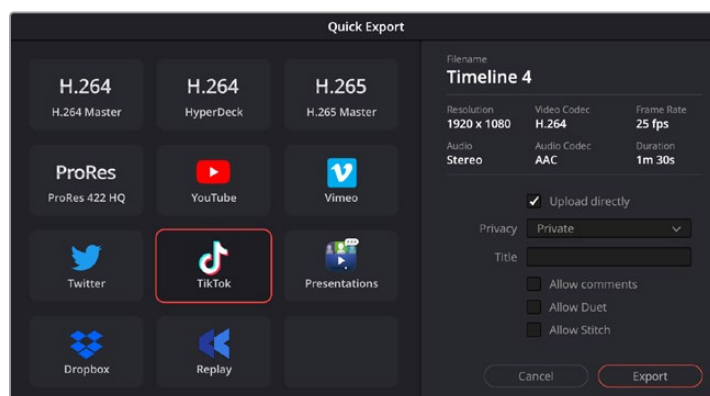 Quick Export
H.264
H.264 Master
H.264
HyperDeck
H.265
H.265 Master
ProRes
ProRes 422 HQ
YouTube
Vimeo
Twitter
TikTok
Presentations
Dropbox
Replay
Filename
Timeline 4
Resolution Video Codec Frame Rate
1920 x 1080 H.264 25 fps
Audio Audio Codec Duration
Stereo AAC 1m 30s
Upload directly
Privacy Private
Title
Allow comments
Allow Duet
Allow Stitch
Cancel Export